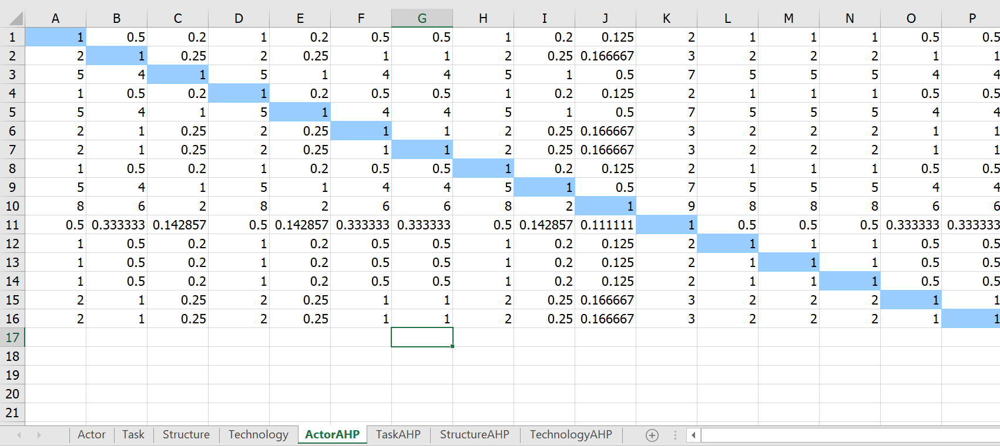 A B C D E F G H I J K L M N O P
1 1 0.5 0.2 1 0.2 0.5 0.5 1 0.2 0.125 2 1 1 1 0.5 0.5
2 2 1 0.25 2 0.25 1 1 2 0.25 0.166667 3 2 2 2 1 1
3 5 4 1 5 1 4 4 5 1 0.5 7 5 5 5 4 4
4 1 0.5 0.2 1 0.2 0.5 0.5 1 0.2 0.125 2 1 1 1 0.5 0.5
5 5 4 1 5 1 4 4 5 1 0.5 7 5 5 5 4 4
6 2 1 0.25 2 0.25 1 1 2 0.25 0.166667 3 2 2 2 1 1
7 2 1 0.25 2 0.25 1 1 2 0.25 0.166667 3 2 2 2 1 1
8 1 0.5 0.2 1 0.2 0.5 0.5 1 0.2 0.125 2 1 1 1 0.5 0.5
9 5 4 1 5 1 4 4 5 1 0.5 7 5 5 5 4 4
10 8 6 2 8 2 6 6 8 2 1 9 8 8 8 6 6
11 0.5 0.333333 0.142857 0.5 0.142857 0.333333 0.333333 0.5 0.142857 0.111111 1 0.5 0.5 0.5 0.333333 0.333333
12 1 0.5 0.2 1 0.2 0.5 0.5 1 0.2 0.125 2 1 1 1 0.5 0.5
13 1 0.5 0.2 1 0.2 0.5 0.5 1 0.2 0.125 2 1 1 1 0.5 0.5
14 1 0.5 0.2 1 0.2 0.5 0.5 1 0.2 0.125 2 1 1 1 0.5 0.5
15 2 1 0.25 2 0.25 1 1 2 0.25 0.166667 3 2 2 2 1 1
16 2 1 0.25 2 0.25 1 1 2 0.25 0.166667 3 2 2 2 1 1
17
18
19
20
21
Actor Task Structure Technology ActorAHP TaskAHP StructureAHP TechnologyAHP